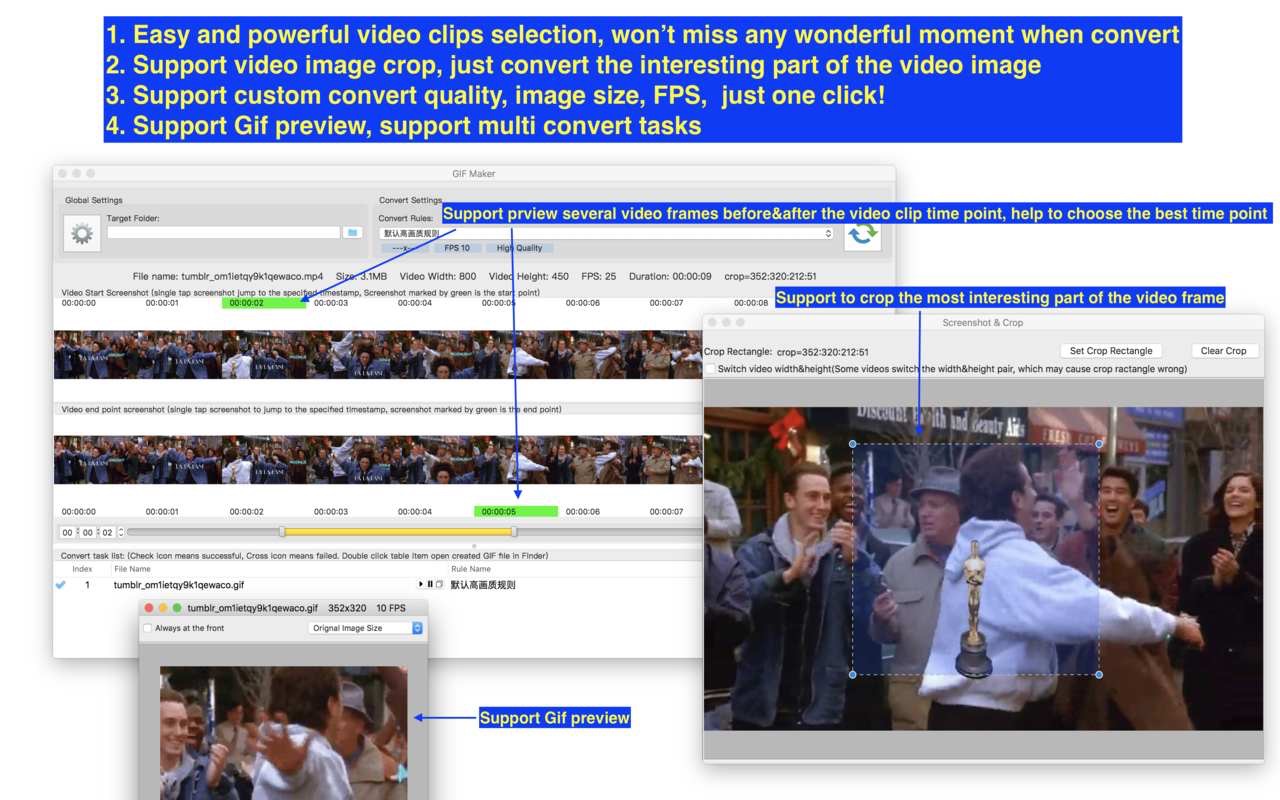 1. Easy and powerful video clips selection, won’t miss any wonderful moment when convert
2. Support video image crop, just convert the interesting part of the video image
3. Support custom convert quality, image size, FPS, just one click!
4. Support Gif preview, support multi convert tasks
GIF Maker
Global Settings
Target Folder:
Convert Settings
Convert Rules:
Support prview several video frames before&after the video clip time point, help to choose the best time point
默认高画质规则
FPS 10
High Quality
File name: tumblr_om1ietqy9k1qewaco.mp4 Size: 3.1MB Video Width: 800 Video Height: 450 FPS: 25 Duration: 00:00:09 crop=352:320:212:51
Video Start Screenshot (single tap screenshot jump to the specified timestamp, Screenshot marked by green is the start point)
00:00:00 00:00:01 00:00:02 00:00:03 00:00:04 00:00:05 00:00:06 00:00:07 00:00:08
Video end point screenshot (single tap screenshot to jump to the specified timestamp, screenshot marked by green is the end point)
00:00:00 00:00:01 00:00:02 00:00:03 00:00:04 00:00:05 00:00:06 00:00:07
00 : 00 : 02
Convert task list: (Check icon means successful, Cross icon means failed. Double click table item open created GIF file in Finder)
Index File Name Rule Name
1 tumblr_om1ietqy9k1qewaco.gif 默认高画质规则
tumblr_om1ietqy9k1qewaco.gif 352x320 10 FPS
Always at the front
Orignal Image Size
Support Gif preview
Support to crop the most interesting part of the video frame
Screenshot & Crop
Crop Rectangle: crop=352:320:212:51
Set Crop Rectangle
Clear Crop
Switch video width&height(Some videos switch the width&height pair, which may cause crop ractangle wrong)
Discount Health and Beauty Aids